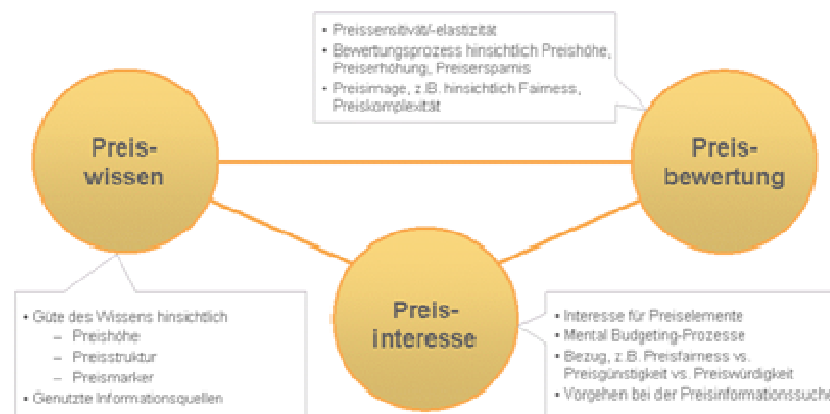 • Preissensitivät/-elastizität
• Bewertungsprozess hinsichtlich Preishöhe,
Preiserhöhung, Preisersparnis
• Preisimage, z.B. hinsichtlich Fairness,
Preiskomplexität
Preis-
wissen
Preis-
bewertung
Preis-
interesse
• Güte des Wissens hinsichtlich
– Preishöhe
– Preisstruktur
– Preismarker
• Genutzte Informationsquellen
• Interesse für Preiselemente
• Mental Budgeting-Prozesse
• Bezug, z.B. Preisfairness vs.
Preisgünstigkeit vs. Preiswürdigkeit
• Vorgehen bei der Preisinformationssuche